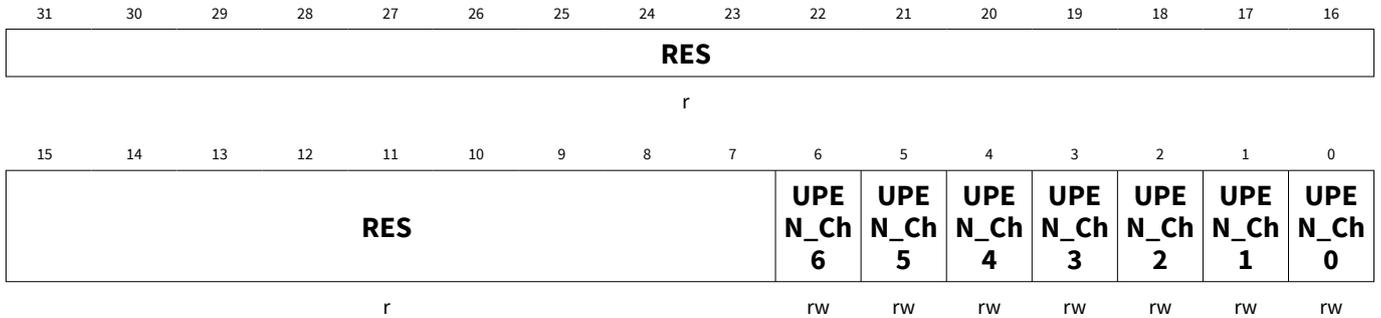 31 30 29 28 27 26 25 24 23 22 21 20 19 18 17 16
RES
r
15 14 13 12 11 10 9 8 7 6 5 4 3 2 1 0
UPE UPE UPE UPE UPE UPE UPE
RES N_Ch N_Ch N_Ch N_Ch N_Ch N_Ch N_Ch
6 5 4 3 2 1 0
r rw rw rw rw rw rw rw